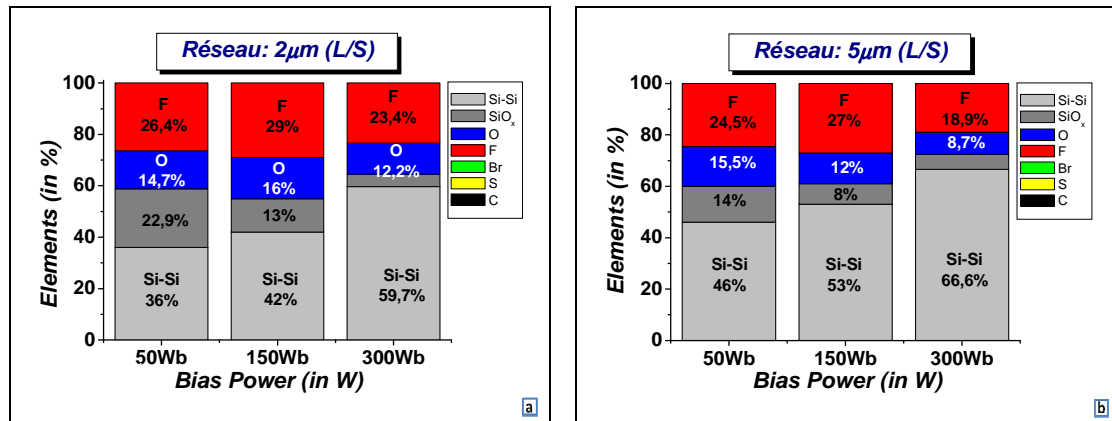 Réseau: 2μm (L/S)
Elements (in %)
100
80
60
40
20
0
F
26,4%
O
14,7%
22,9%
Si-Si
36%
F
29%
O
16%
13%
Si-Si
42%
F
23,4%
O
12,2%
Si-Si
59,7%
50Wb 150Wb 300Wb
Bias Power (in W)
Si-Si
SiOx
O
F
Br
S
C
a
Réseau: 5μm (L/S)
Elements (in %)
100
80
60
40
20
0
F
24,5%
15,5%
14%
Si-Si
46%
F
27%
12%
8%
Si-Si
53%
F
18,9%
8,7%
Si-Si
66,6%
50Wb 150Wb 300Wb
Bias Power (in W)
Si-Si
SiOx
O
F
Br
S
C
b